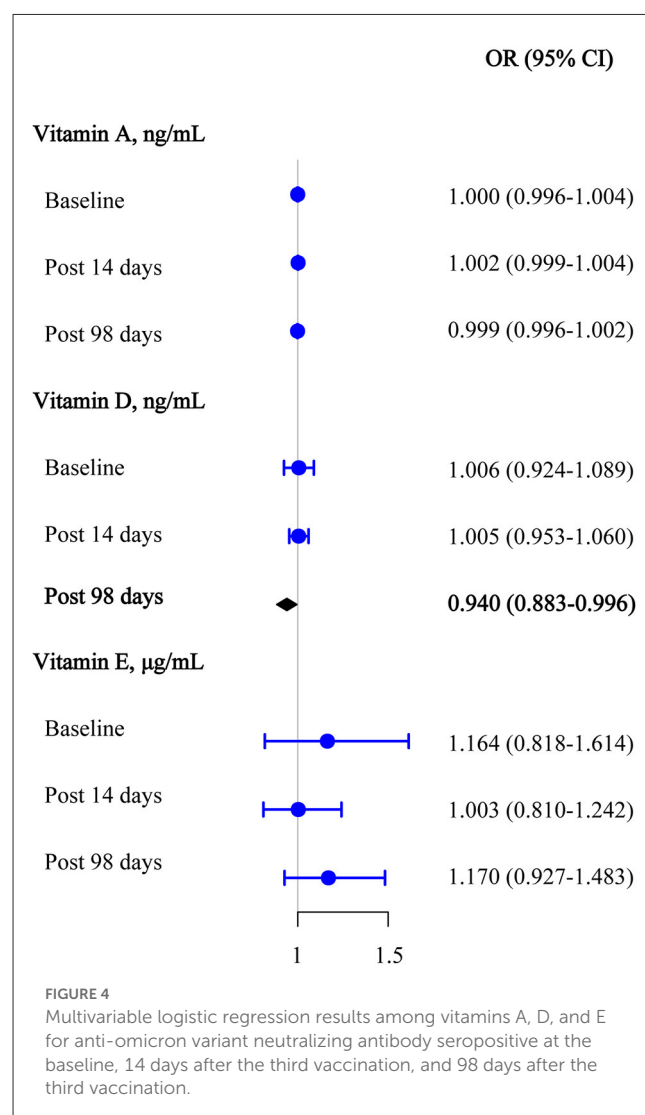 OR (95% CI)
Vitamin A, ng/mL
Baseline 1.000 (0.996-1.004)
Post 14 days 1.002 (0.999-1.004)
Post 98 days 0.999 (0.996-1.002)
Vitamin D, ng/mL
Baseline 1.006 (0.924-1.089)
Post 14 days 1.005 (0.953-1.060)
Post 98 days 0.940 (0.883-0.996)
Vitamin E, µg/mL
Baseline 1.164 (0.818-1.614)
Post 14 days 1.003 (0.810-1.242)
Post 98 days 1.170 (0.927-1.483)
1 1.5
FIGURE 4
Multivariable logistic regression results among vitamins A, D, and E
for anti-omicron variant neutralizing antibody seropositive at the
baseline, 14 days after the third vaccination, and 98 days after the
third vaccination.